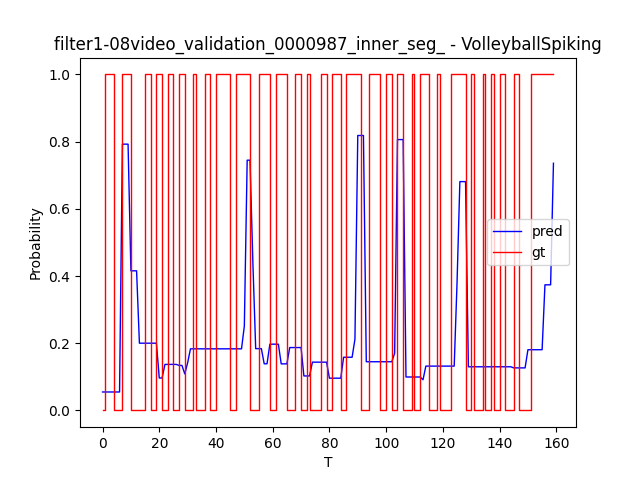 filter1-08video_validation_0000987_inner_seg_ - VolleyballSpiking
1.0
0.8
0.6
0.4
0.2
0.0
Probability
pred
gt
0 20 40 60 80 100 120 140 160
T